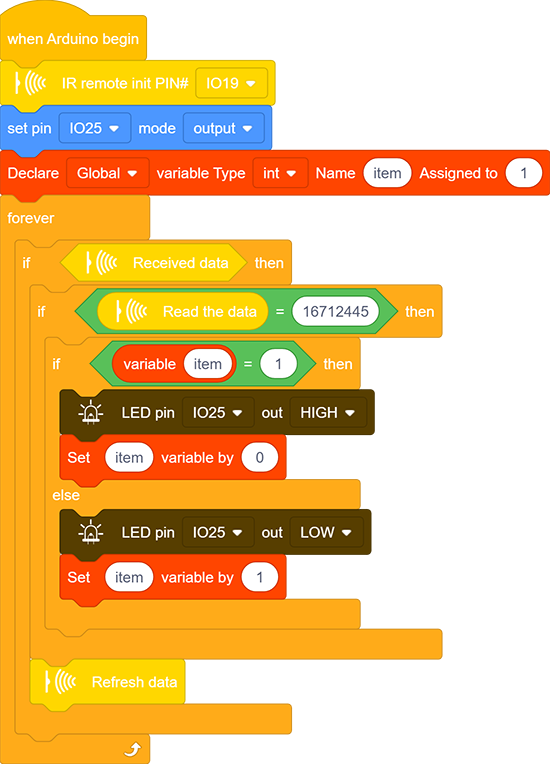 when Arduino begin
IR remote init PIN# IO19
set pin IO25 mode output
Declare Global variable Type int Name item Assigned to 1
forever
if Received data then
if Read the data = 16712445 then
if variable item = 1 then
LED pin IO25 out HIGH
Set item variable by 0
else
LED pin IO25 out LOW
Set item variable by 1
Refresh data